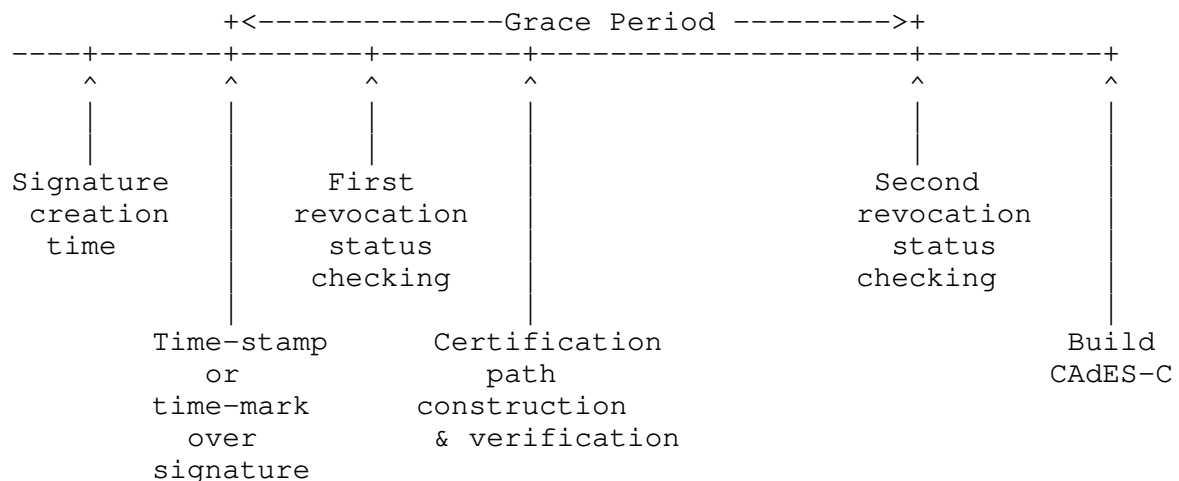 +<--------------Grace Period --------->+
----+-------+-------+--------+---------------------+----------+
^ ^ ^ ^ ^ ^
| | | | | |
| | | | | |
Signature | First | Second |
creation | revocation | revocation |
time | status | status |
| checking | checking |
| | |
Time-stamp Certification Build
or path CAdES-C
time-mark construction
over & verification
signature